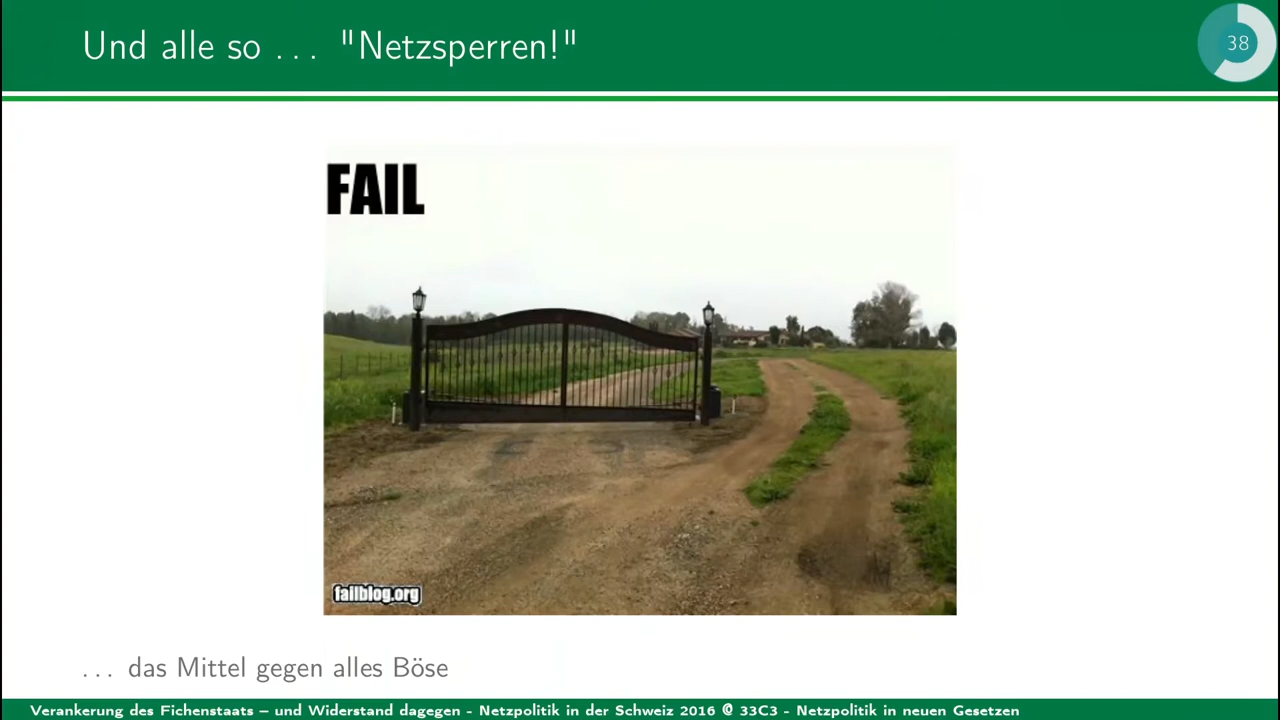 Und alle so . . . "Netzsperren!"
38
FAIL
failblog.org
. . . das Mittel gegen alles Böse
Verankerung des Fichenstaats – und Widerstand dagegen - Netzpolitik in der Schweiz 2016 @ 33C3 - Netzpolitik in neuen Gesetzen